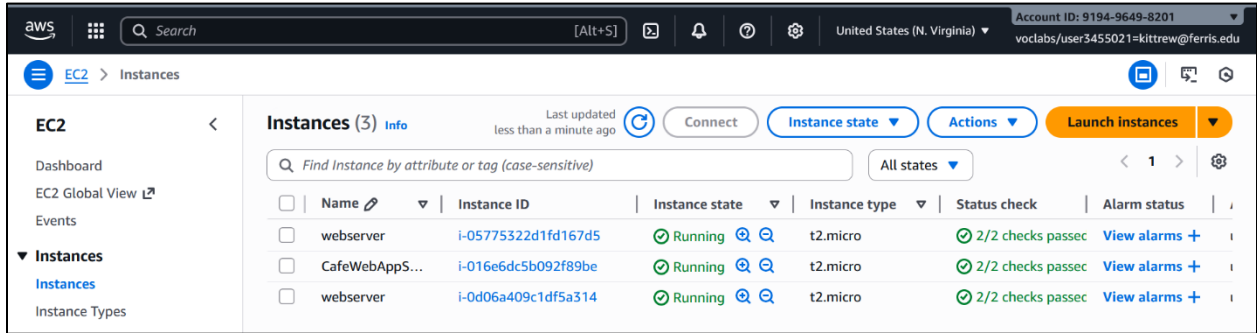 aws Search [Alt+S] United States (N. Virginia) Account ID: 9194-9649-8201
voclabs/user3455021=kittrew@ferris.edu
EC2 > Instances
EC2
Dashboard
EC2 Global View
Events
Instances
Instances
Instance Types
Instances (3) Info Last updated less than a minute ago Connect Instance state Actions Launch instances
Find Instance by attribute or tag (case-sensitive) All states 1
Name Instance ID Instance state Instance type Status check Alarm status
webserver i-05775322d1fd167d5 Running t2.micro 2/2 checks passec View alarms +
CafeWebAppS... i-016e6dc5b092f89be Running t2.micro 2/2 checks passec View alarms +
webserver i-0d06a409c1df5a314 Running t2.micro 2/2 checks passec View alarms +